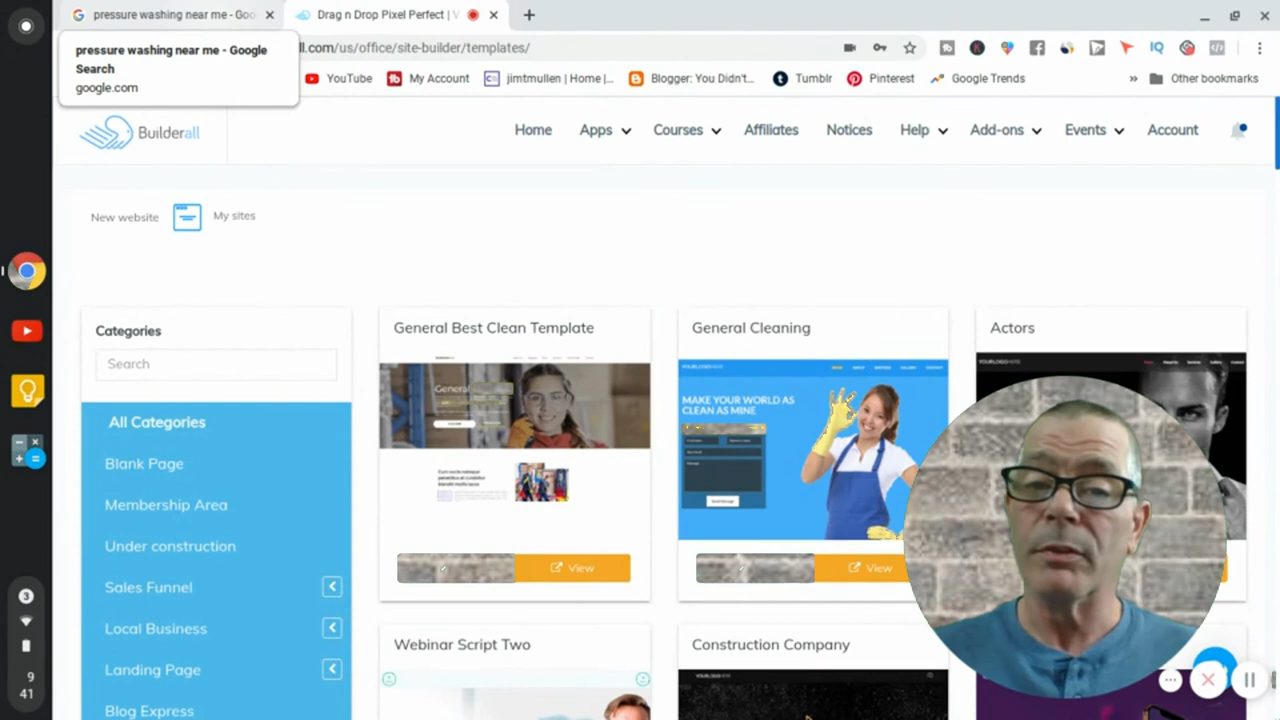 pressure washing near me - Goo
Drag n Drop Pixel Perfect | V
pressure washing near me - Google
Search
google.com
ll.com/us/office/site-builder/templates/
YouTube
My Account
jimtmullen | Home |...
Blogger: You Didn't...
Tumblr
Pinterest
Google Trends
Other bookmarks
Builderall
Home
Apps
Courses
Affiliates
Notices
Help
Add-ons
Events
Account
New website
My sites
Categories
Search
All Categories
Blank Page
Membership Area
Under construction
Sales Funnel
Local Business
Landing Page
Blog Express
General Best Clean Template
General
View
General Cleaning
YOURLOGOHERE
MAKE YOUR WORLD AS
CLEAN AS MINE
View
Actors
YOURLOGOHERE
Webinar Script Two
Construction Company
3
9
41